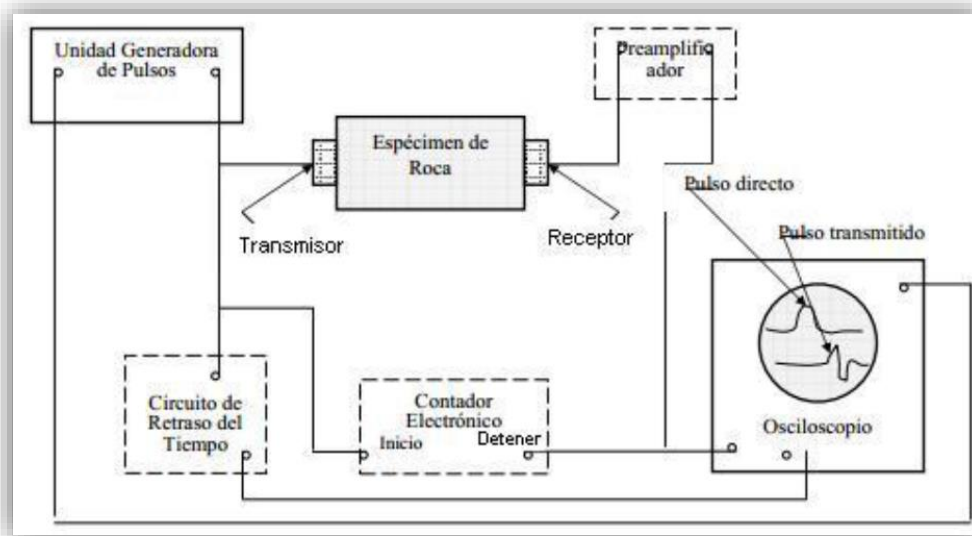 Unidad Generadora
de Pulsos
Preamplific
ador
Espécimen de
Roca
Pulso directo
Transmisor
Receptor
Pulso transmitido
Circuito de
Retraso del
Tiempo
Contador
Electrónico
Inicio
Detener
Osciloscopio